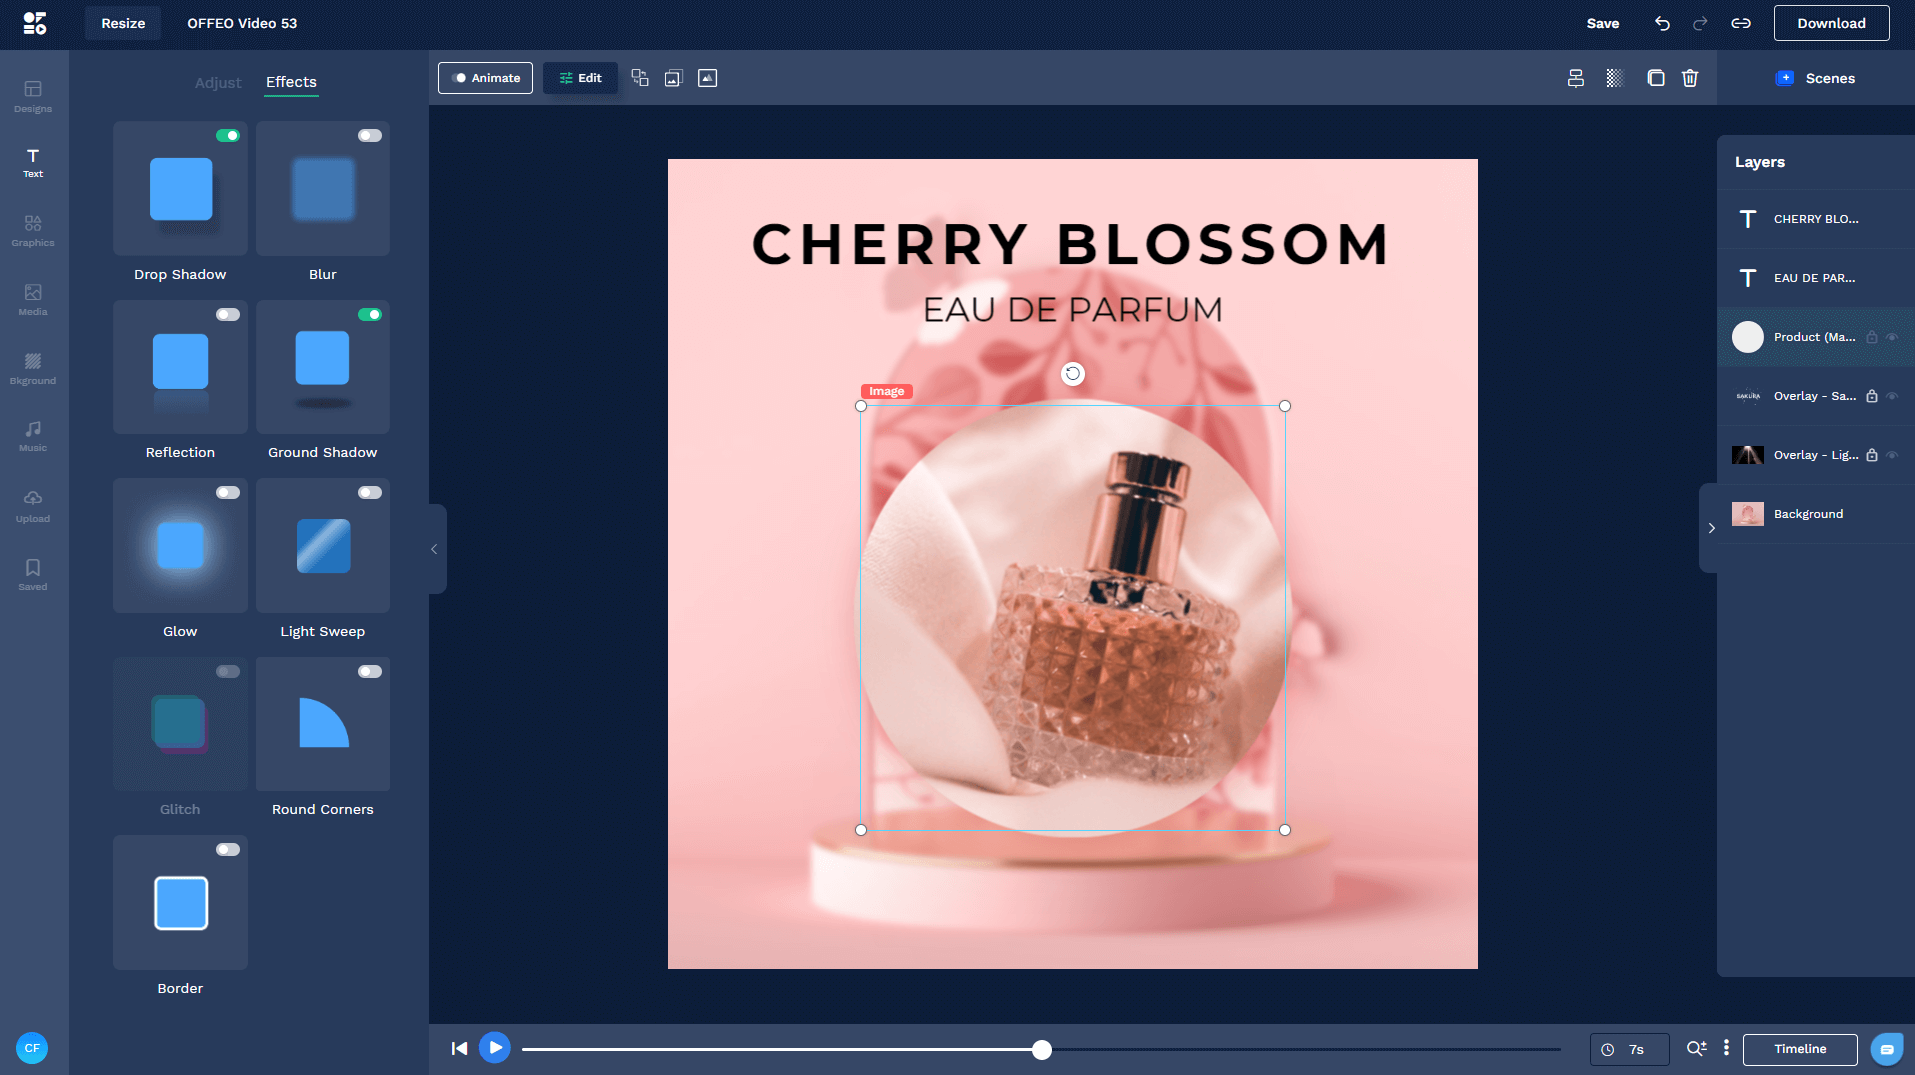 Resize
OFFEO Video 53
Save
Download
Designs
Text
Graphics
Media
Bkground
Music
Upload
Saved
CF
Adjust
Effects
Drop Shadow
Blur
Reflection
Ground Shadow
Glow
Light Sweep
Glitch
Round Corners
Border
Animate
Edit
Scenes
CHERRY BLOSSOM
EAU DE PARFUM
Image
Layers
CHERRY BLO...
EAU DE PAR...
Product (Ma...
SAKURA
Overlay - Sa...
Overlay - Lig...
Background
7s
Timeline